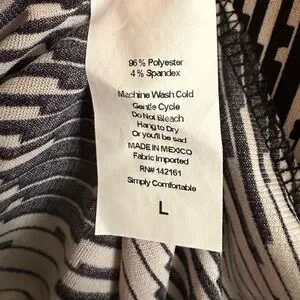 96% Polyester
4% Spandex
Machine Wash Cold
Gentle Cycle
Do Not Bleach
Hang to Dry
Or you'll be sad
MADE IN MEXICO
Fabric Imported
RN# 142161
Simply Comfortable
L